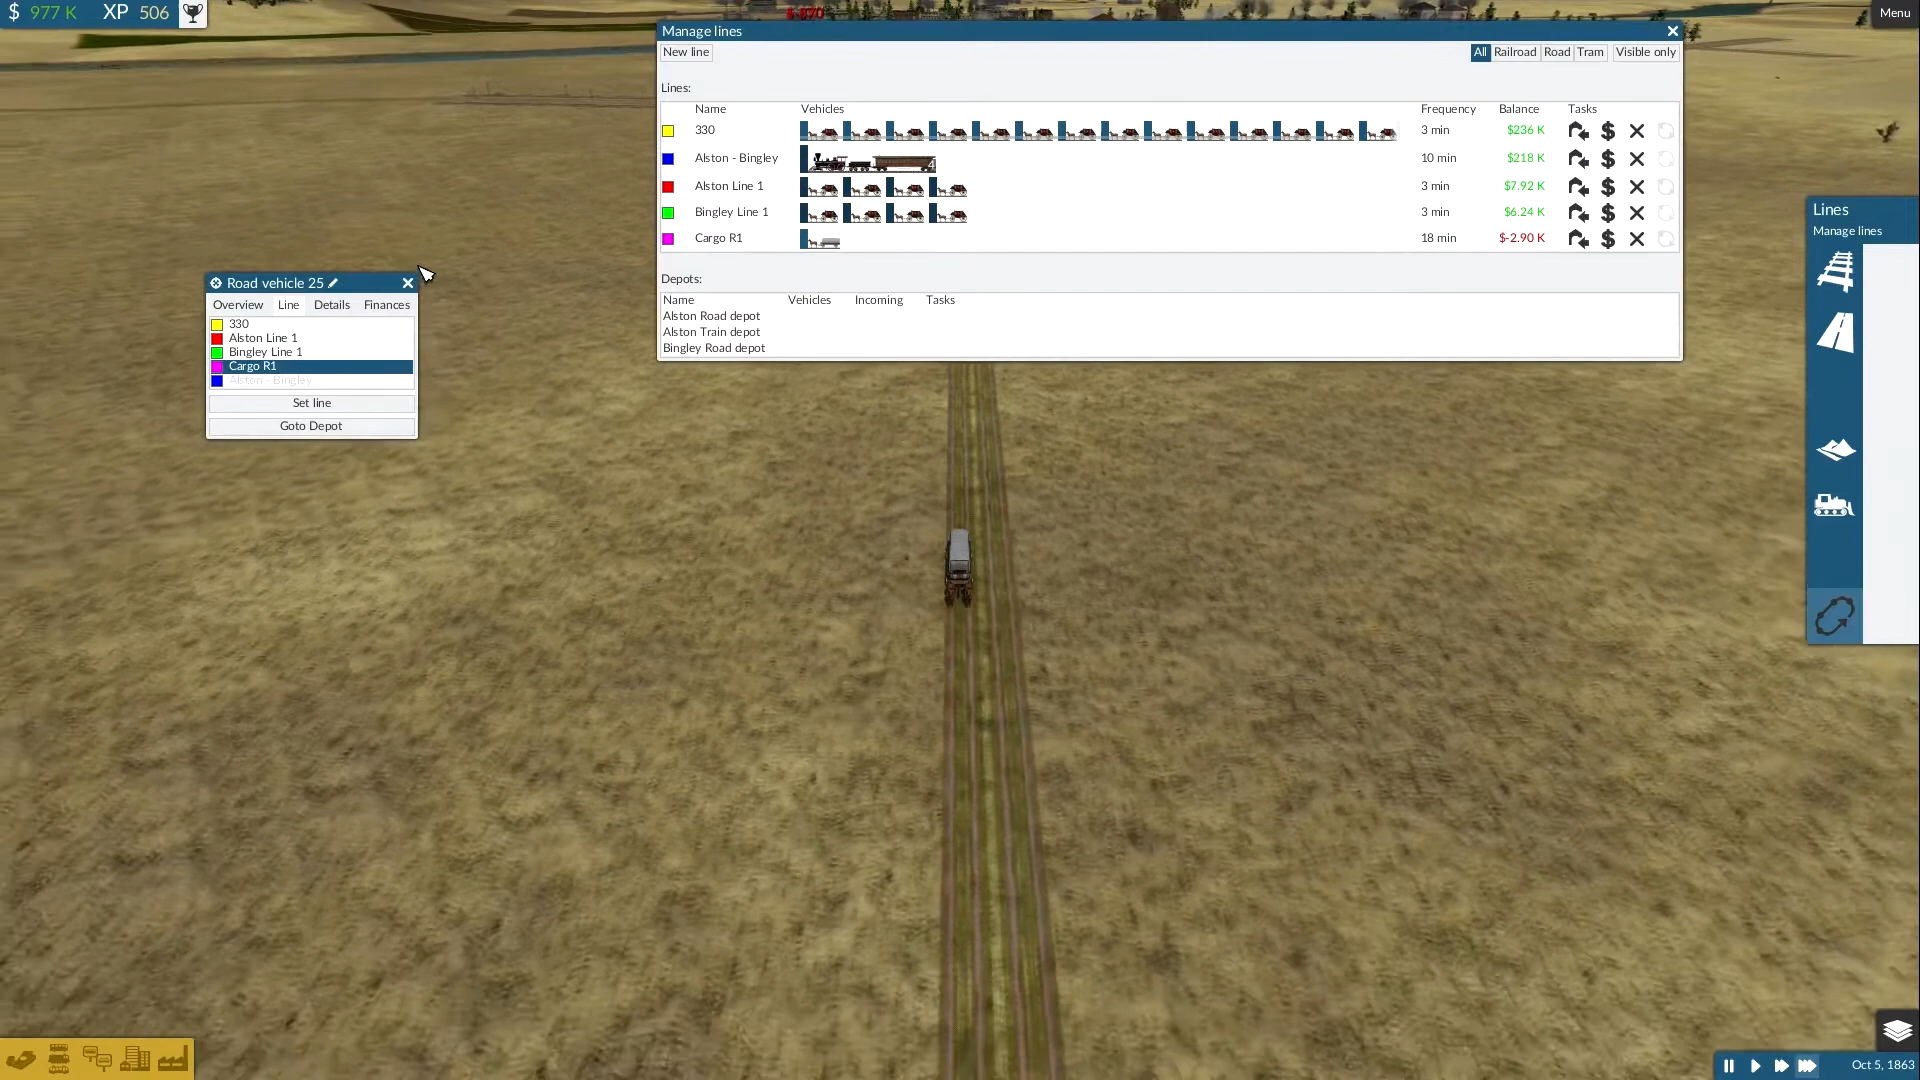 $ 977 K XP 506
Menu
Manage lines
New line
All Railroad Road Tram Visible only
Lines:
Name Vehicles Frequency Balance Tasks
330 3 min $236 K
Alston - Bingley 4 10 min $218 K
Alston Line 1 3 min $7.92 K
Bingley Line 1 3 min $6.24 K
Cargo R1 18 min $-2.90 K
Depots:
Name Vehicles Incoming Tasks
Alston Road depot
Alston Train depot
Bingley Road depot
Lines
Manage lines
Road vehicle 25
Overview Line Details Finances
330
Alston Line 1
Bingley Line 1
Cargo R1
Alston - Bingley
Set line
Goto Depot
Oct 5, 1863